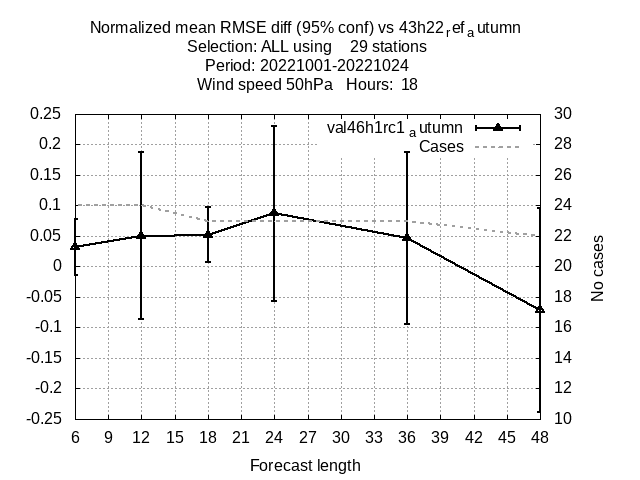 Normalized mean RMSE diff (95% conf) vs 43h22refautumn
Selection: ALL using 29 stations
Period: 20221001-20221024
Wind speed 50hPa Hours: 18
0.25
0.2
0.15
0.1
0.05
0
-0.05
-0.1
-0.15
-0.2
-0.25
val46h1rc1autumn
Cases
30
28
26
24
22
20
18
16
14
12
10
No cases
6 9 12 15 18 21 24 27 30 33 36 39 42 45 48
Forecast length